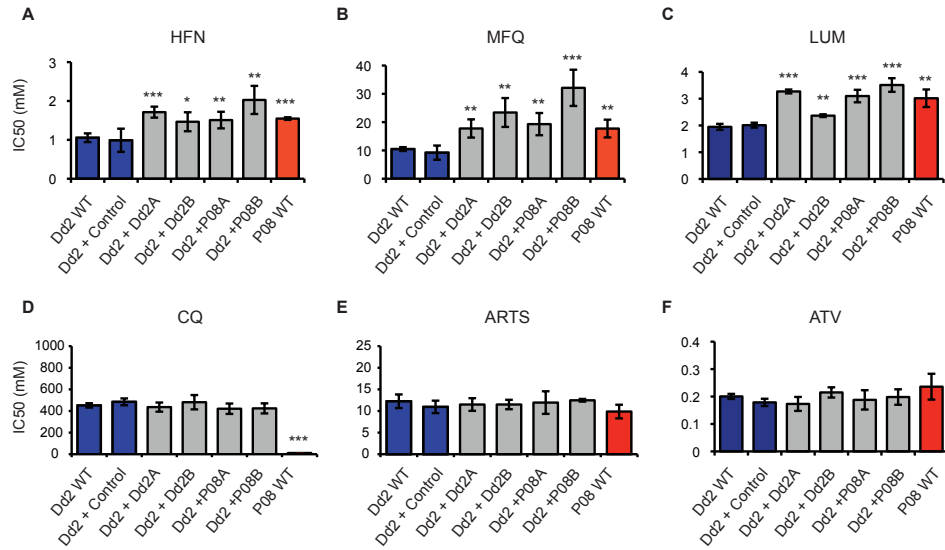 A
HFN
IC50 (mM)
3
2
1
0
***
*
**
**
***
Dd2 WT
Dd2 + Control
Dd2 + Dd2A
Dd2 + Dd2B
Dd2 +P08A
Dd2 +P08B
P08 WT
B
MFQ
40
30
20
10
0
**
**
**
***
**
Dd2 WT
Dd2 + Control
Dd2 + Dd2A
Dd2 + Dd2B
Dd2 +P08A
Dd2 +P08B
P08 WT
C
LUM
4
3
2
1
0
***
**
***
***
**
Dd2 WT
Dd2 + Control
Dd2 + Dd2A
Dd2 + Dd2B
Dd2 +P08A
Dd2 +P08B
P08 WT
D
CQ
IC50 (mM)
1000
800
600
400
200
0
***
Dd2 WT
Dd2 + Control
Dd2 + Dd2A
Dd2 + Dd2B
Dd2 +P08A
Dd2 +P08B
P08 WT
E
ARTS
25
20
15
10
5
0
Dd2 WT
Dd2 + Control
Dd2 + Dd2A
Dd2 + Dd2B
Dd2 +P08A
Dd2 +P08B
P08 WT
F
ATV
0.4
0.3
0.2
0.1
0
Dd2 WT
Dd2 + Control
Dd2 + Dd2A
Dd2 + Dd2B
Dd2 +P08A
Dd2 +P08B
P08 WT